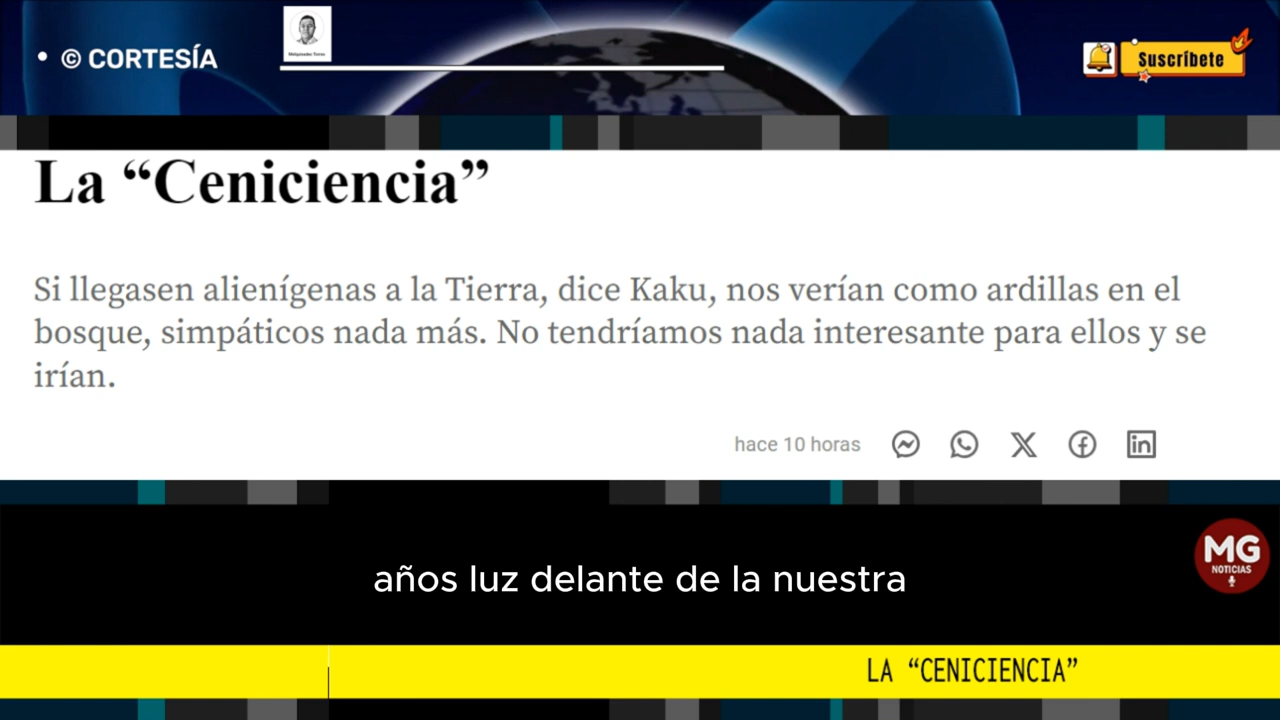 • © CORTESÍA
Suscríbete
La “Ceniciencia”
Si llegasen alienígenas a la Tierra, dice Kaku, nos verían como ardillas en el
bosque, simpáticos nada más. No tendríamos nada interesante para ellos y se
irían.
hace 10 horas
MG
NOTICIAS
años luz delante de la nuestra
LA “CENICIENCIA”